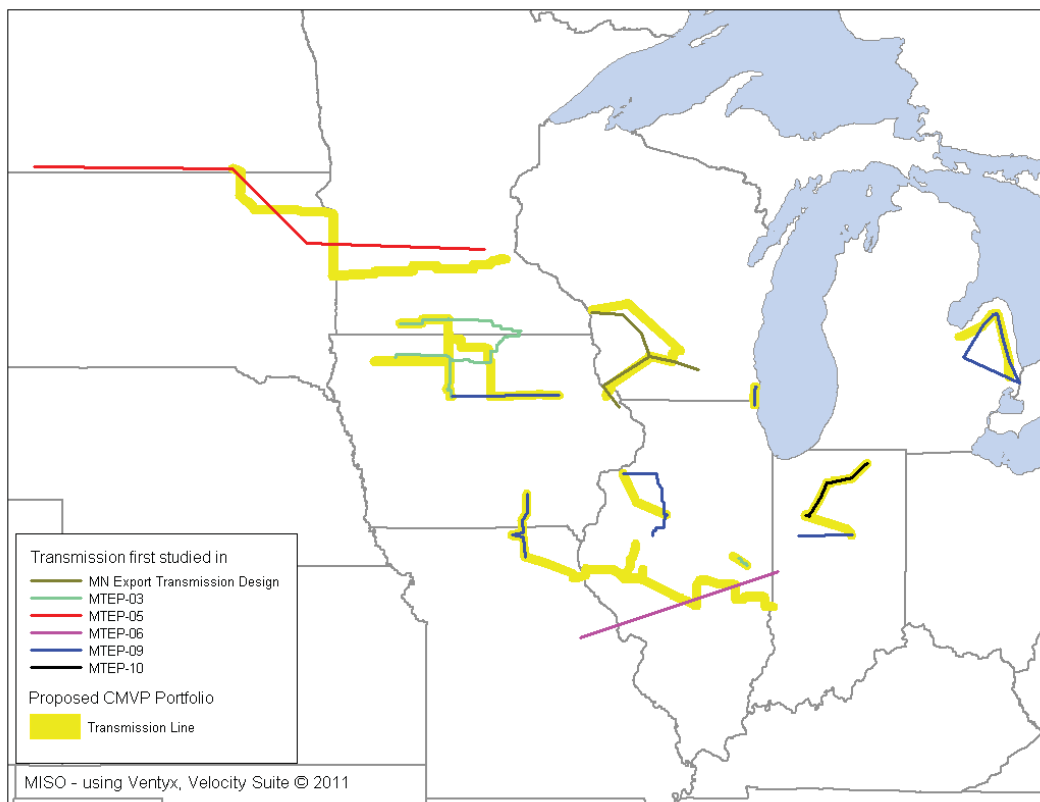 Transmission first studied in
MN Export Transmission Design
MTEP-03
MTEP-05
MTEP-06
MTEP-09
MTEP-10
Proposed CMVP Portfolio
Transmission Line
MISO - using Ventyx, Velocity Suite © 2011